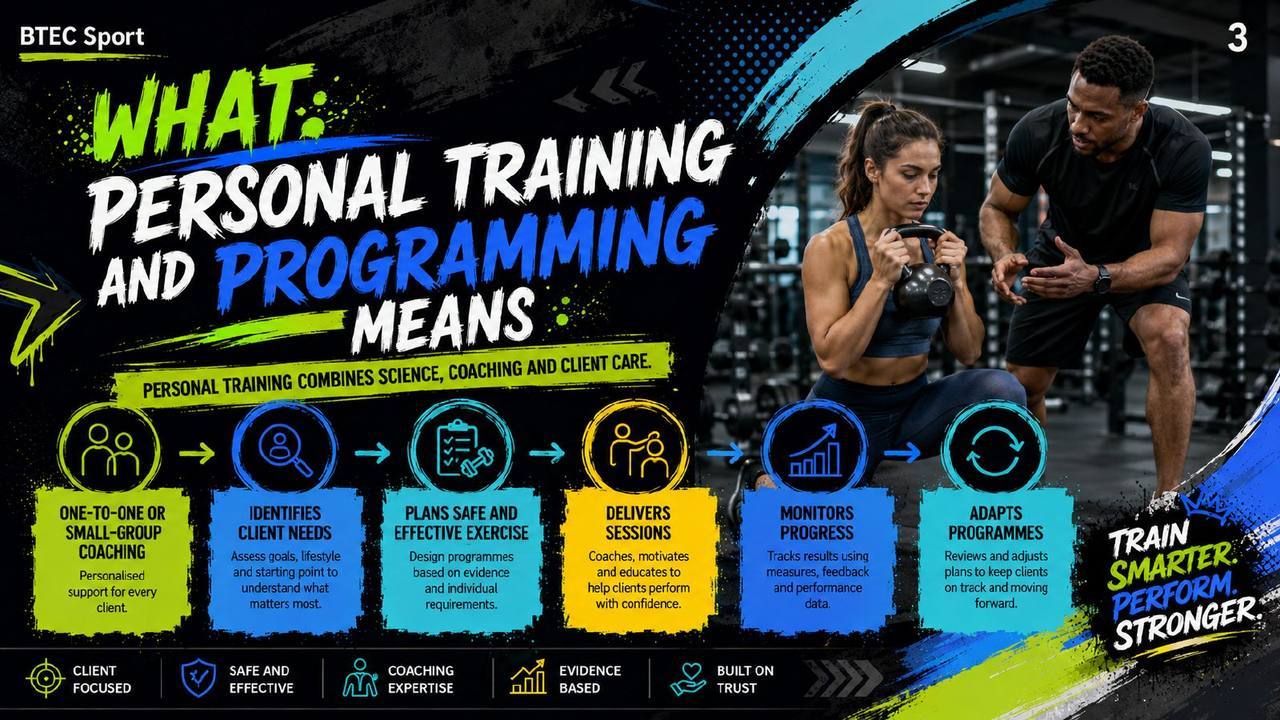 BTEC Sport
3
WHAT:
PERSONAL TRAINING
AND PROGRAMMING
MEANS
PERSONAL TRAINING COMBINES SCIENCE, COACHING AND CLIENT CARE.
ONE-TO-ONE OR
SMALL-GROUP
COACHING
Personalised
support for every
client.
IDENTIFIES
CLIENT NEEDS
Assess goals, lifestyle
and starting point to
understand what
matters most.
PLANS SAFE AND
EFFECTIVE EXERCISE
Design programmes
based on evidence
and individual
requirements.
DELIVERS
SESSIONS
Coaches, motivates
and educates to
help clients perform
with confidence.
MONITORS
PROGRESS
Tracks results using
measures, feedback
and performance
data.
ADAPTS
PROGRAMMES
Reviews and adjusts
plans to keep clients
on track and moving
forward.
TRAIN
SMARTER.
PERFORM.
STRONGER.
CLIENT
FOCUSED
SAFE AND
EFFECTIVE
COACHING
EXPERTISE
EVIDENCE
BASED
BUILT ON
TRUST